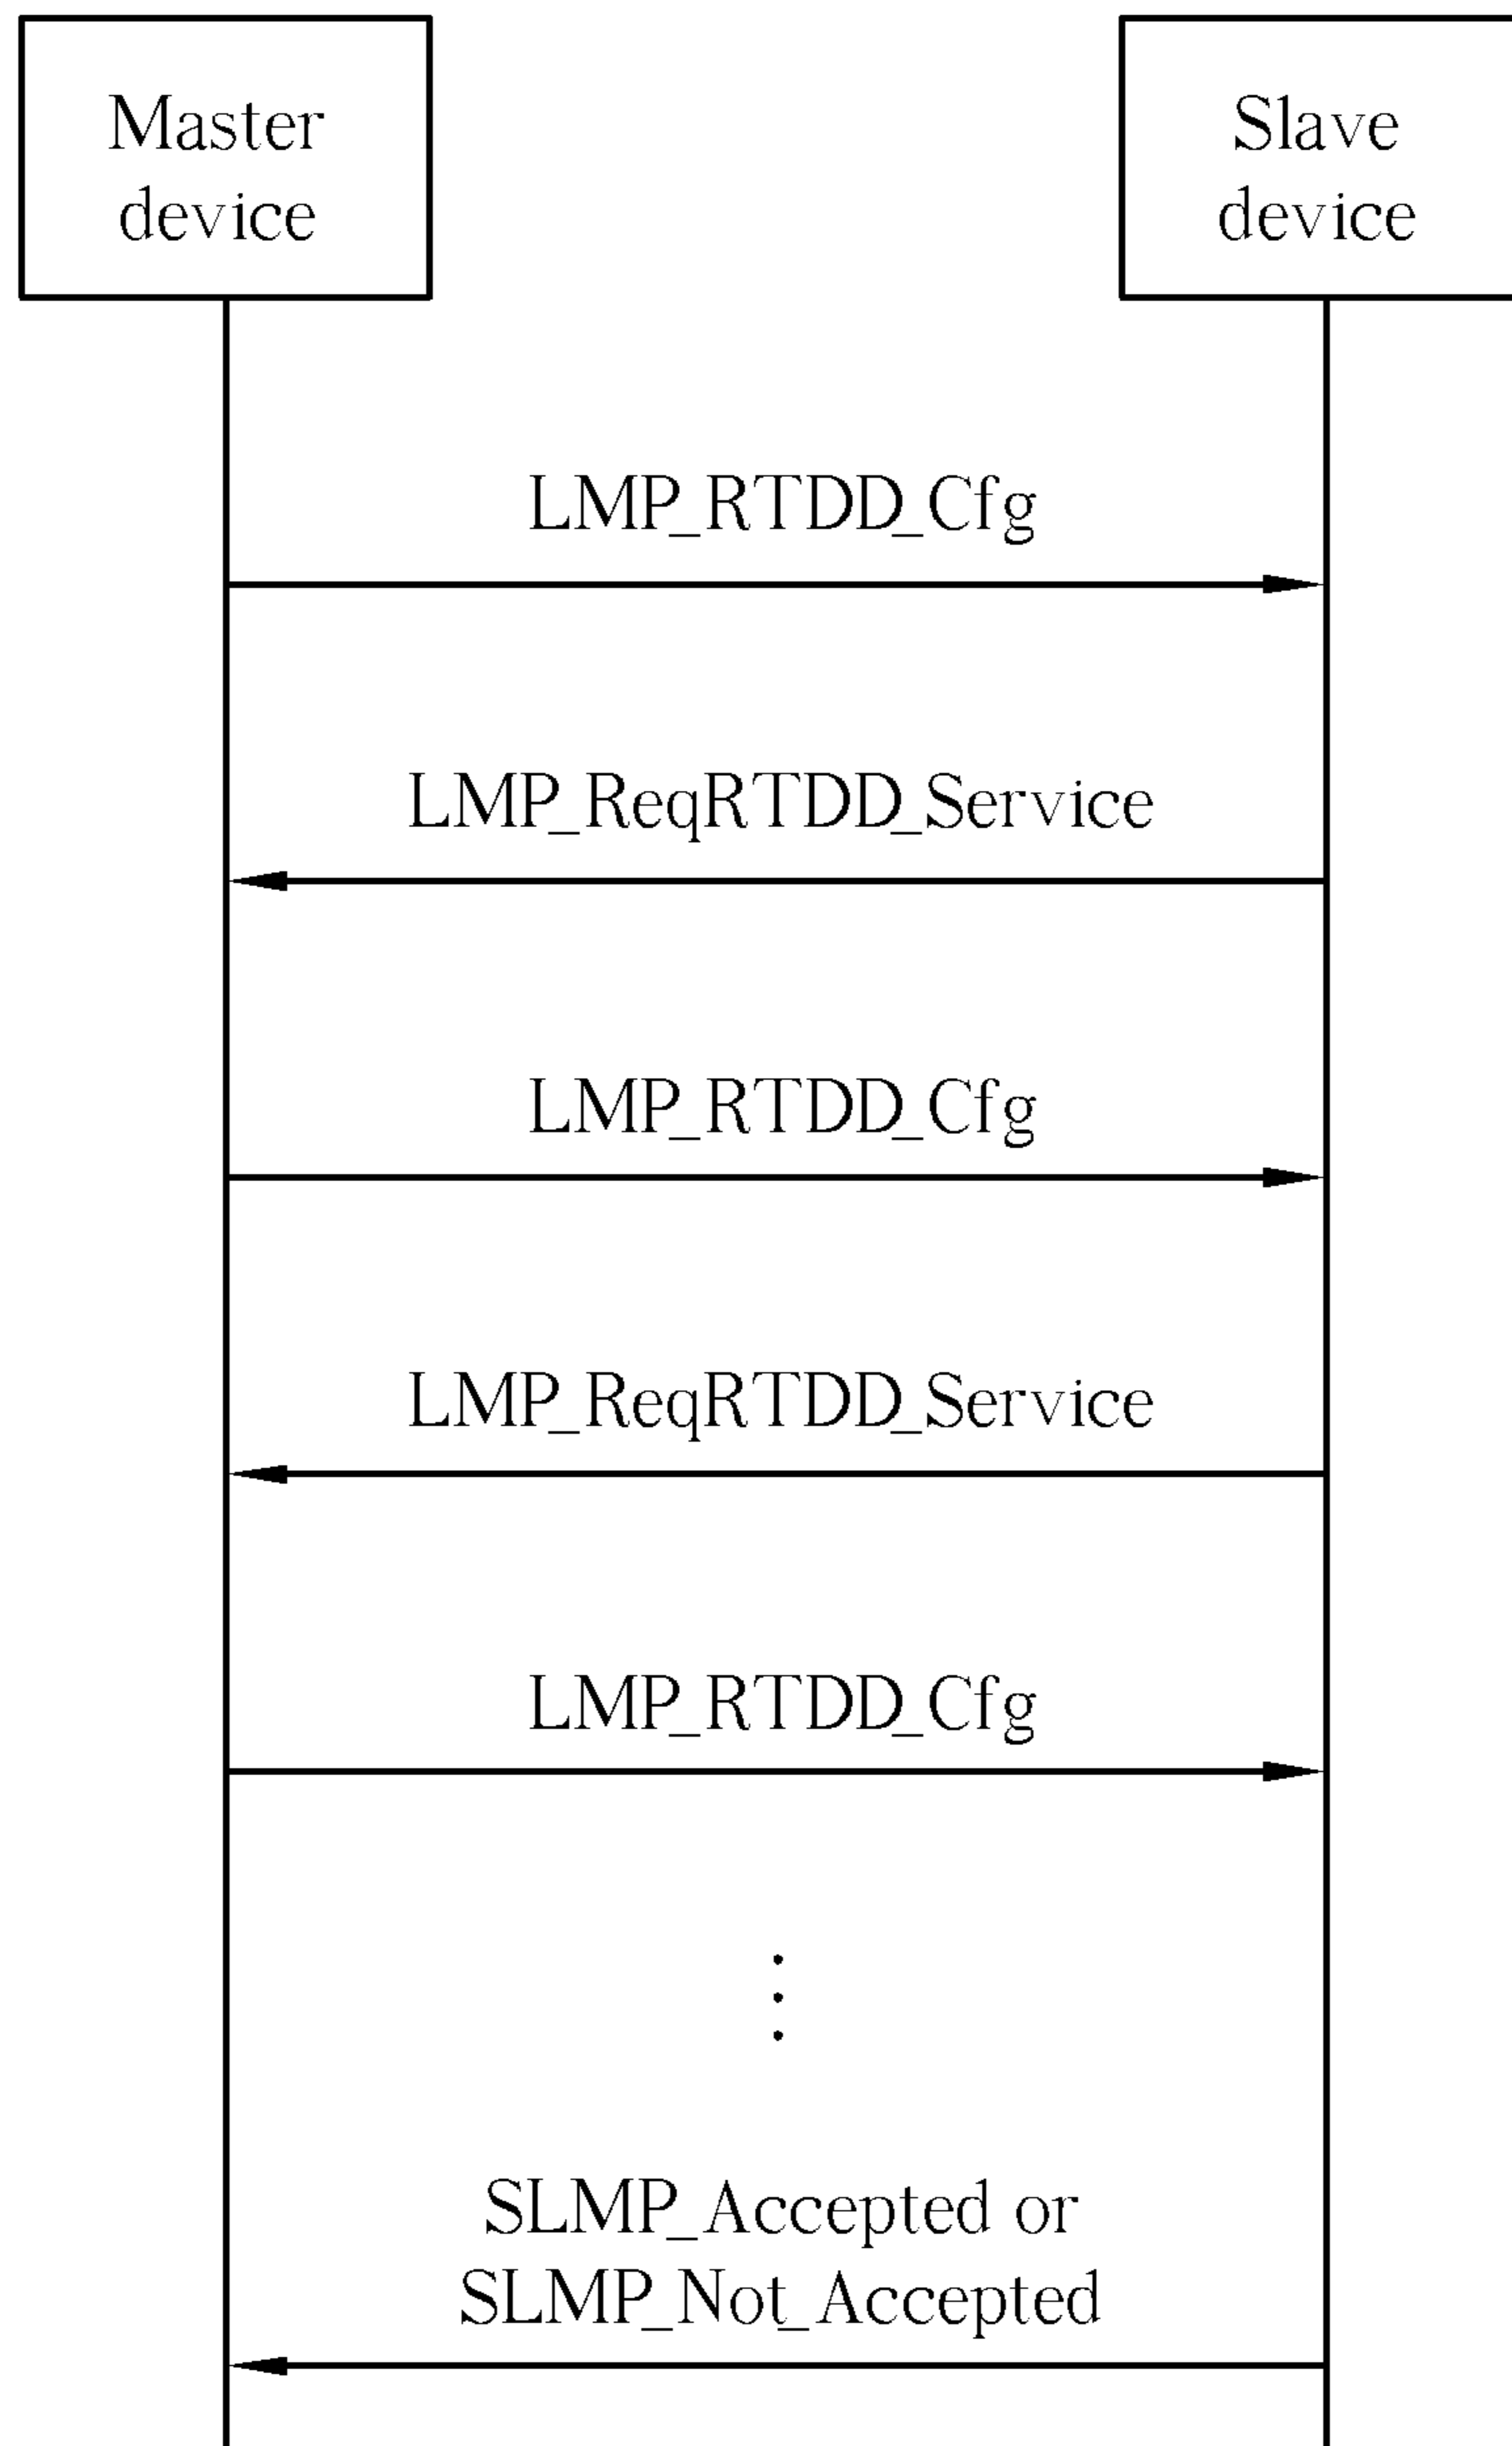 Master
device
Slave
device
LMP_RTDD_Cfg
LMP_ReqRTDD_Service
LMP_RTDD_Cfg
LMP_ReqRTDD_Service
LMP_RTDD_Cfg
SLMP_Accepted or
SLMP_Not_Accepted